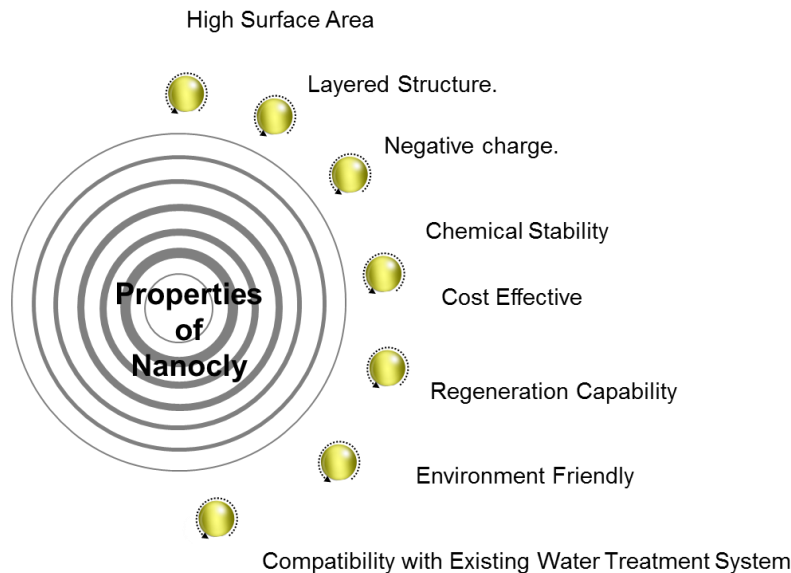 High Surface Area
Layered Structure.
Negative charge.
Chemical Stability
Cost Effective
Properties
of
Nanocly
Regeneration Capability
Environment Friendly
Compatibility with Existing Water Treatment System